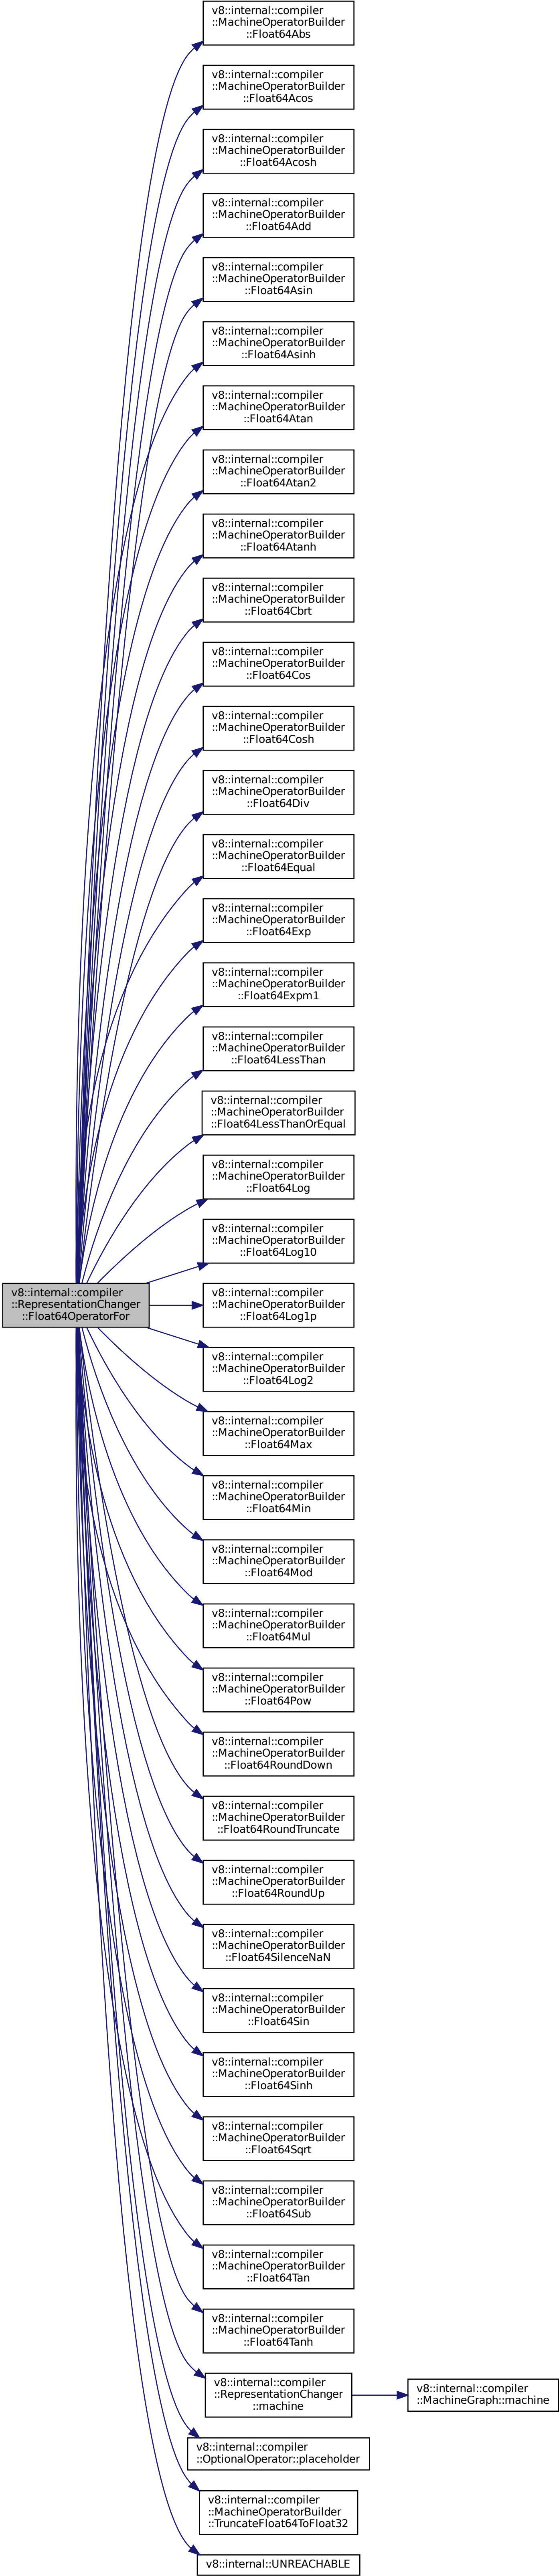 v8::internal::compiler
::MachineOperatorBuilder
::Float64Abs
v8::internal::compiler
::MachineOperatorBuilder
::Float64Acos
v8::internal::compiler
::MachineOperatorBuilder
::Float64Acosh
v8::internal::compiler
::MachineOperatorBuilder
::Float64Add
v8::internal::compiler
::MachineOperatorBuilder
::Float64Asin
v8::internal::compiler
::MachineOperatorBuilder
::Float64Asinh
v8::internal::compiler
::MachineOperatorBuilder
::Float64Atan
v8::internal::compiler
::MachineOperatorBuilder
::Float64Atan2
v8::internal::compiler
::MachineOperatorBuilder
::Float64Atanh
v8::internal::compiler
::MachineOperatorBuilder
::Float64Cbrt
v8::internal::compiler
::MachineOperatorBuilder
::Float64Cos
v8::internal::compiler
::MachineOperatorBuilder
::Float64Cosh
v8::internal::compiler
::MachineOperatorBuilder
::Float64Div
v8::internal::compiler
::MachineOperatorBuilder
::Float64Equal
v8::internal::compiler
::MachineOperatorBuilder
::Float64Exp
v8::internal::compiler
::MachineOperatorBuilder
::Float64Expm1
v8::internal::compiler
::MachineOperatorBuilder
::Float64LessThan
v8::internal::compiler
::MachineOperatorBuilder
::Float64LessThanOrEqual
v8::internal::compiler
::MachineOperatorBuilder
::Float64Log
v8::internal::compiler
::MachineOperatorBuilder
::Float64Log10
v8::internal::compiler
::RepresentationChanger
::Float64OperatorFor
v8::internal::compiler
::MachineOperatorBuilder
::Float64Log1p
v8::internal::compiler
::MachineOperatorBuilder
::Float64Log2
v8::internal::compiler
::MachineOperatorBuilder
::Float64Max
v8::internal::compiler
::MachineOperatorBuilder
::Float64Min
v8::internal::compiler
::MachineOperatorBuilder
::Float64Mod
v8::internal::compiler
::MachineOperatorBuilder
::Float64Mul
v8::internal::compiler
::MachineOperatorBuilder
::Float64Pow
v8::internal::compiler
::MachineOperatorBuilder
::Float64RoundDown
v8::internal::compiler
::MachineOperatorBuilder
::Float64RoundTruncate
v8::internal::compiler
::MachineOperatorBuilder
::Float64RoundUp
v8::internal::compiler
::MachineOperatorBuilder
::Float64SilenceNaN
v8::internal::compiler
::MachineOperatorBuilder
::Float64Sin
v8::internal::compiler
::MachineOperatorBuilder
::Float64Sinh
v8::internal::compiler
::MachineOperatorBuilder
::Float64Sqrt
v8::internal::compiler
::MachineOperatorBuilder
::Float64Sub
v8::internal::compiler
::MachineOperatorBuilder
::Float64Tan
v8::internal::compiler
::MachineOperatorBuilder
::Float64Tanh
v8::internal::compiler
::RepresentationChanger
::machine
v8::internal::compiler
::MachineGraph::machine
v8::internal::compiler
::OptionalOperator::placeholder
v8::internal::compiler
::MachineOperatorBuilder
::TruncateFloat64ToFloat32
v8::internal::UNREACHABLE